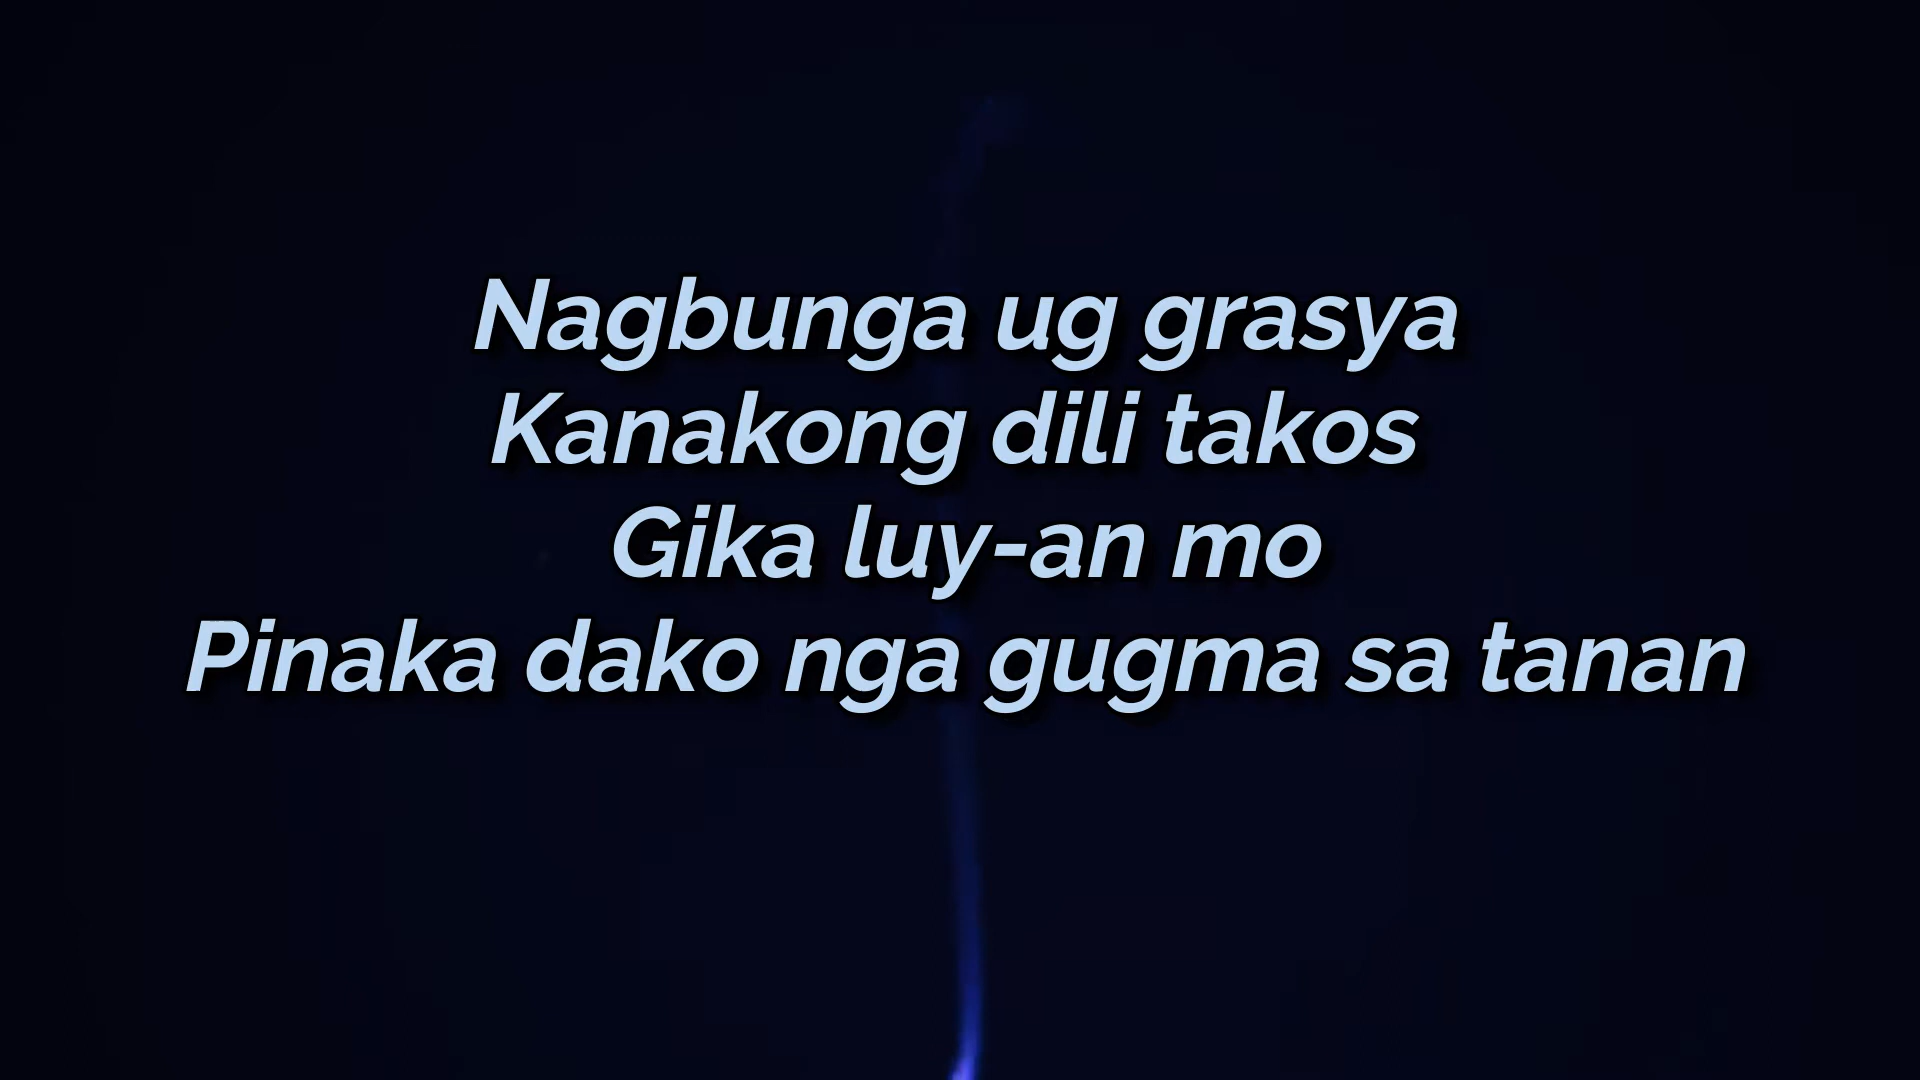 Nagbunga ug grasya
Kanakong dili takos
Gika luy-an mo
Pinaka dako nga gugma sa tanan